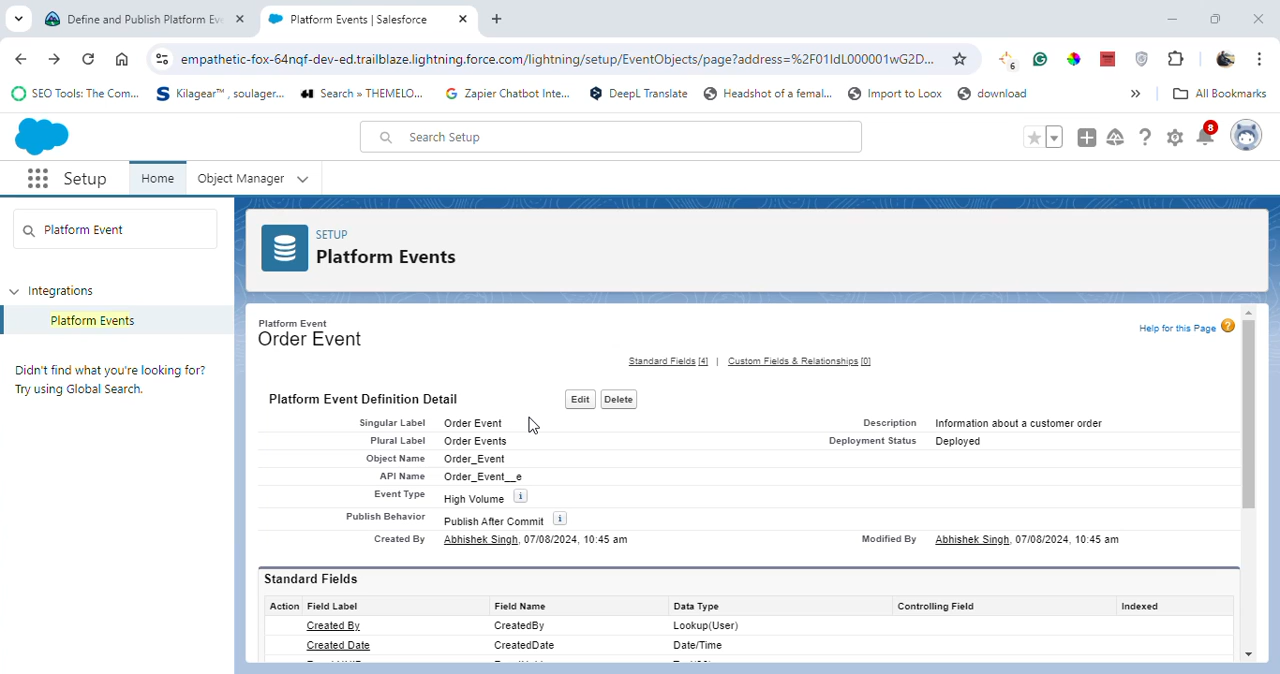 Define and Publish Platform Ev
Platform Events | Salesforce
empathetic-fox-64nqf-dev-ed.trailblaze.lightning.force.com/lightning/setup/EventObjects/page?address=%2F01IdL000001wG2D...
6
SEO Tools: The Com...
Kilagear™ , soulager...
Search » THEMELO...
Zapier Chatbot Inte...
DeepL Translate
Headshot of a femal...
Import to Loox
download
»
All Bookmarks
Search Setup
8
Setup
Home
Object Manager
Platform Event
SETUP
Platform Events
Integrations
Platform Events
Didn't find what you're looking for?
Try using Global Search.
Platform Event
Order Event
Help for this Page
Standard Fields [4] | Custom Fields & Relationships [0]
Platform Event Definition Detail
Edit
Delete
Singular Label Order Event Description Information about a customer order
Plural Label Order Events Deployment Status Deployed
Object Name Order_Event
API Name Order_Event__e
Event Type High Volume i
Publish Behavior Publish After Commit i
Created By Abhishek Singh, 07/08/2024, 10:45 am Modified By Abhishek Singh, 07/08/2024, 10:45 am
Standard Fields
Action Field Label Field Name Data Type Controlling Field Indexed
Created By CreatedBy Lookup(User)
Created Date CreatedDate Date/Time